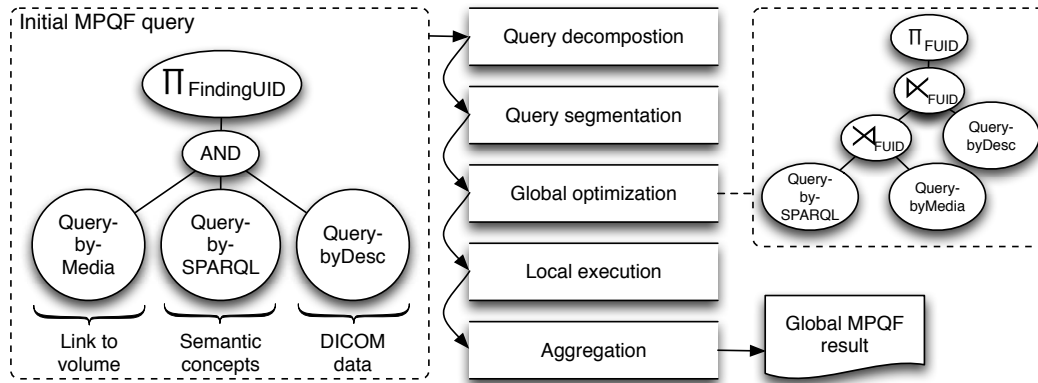 Initial MPQF query
∏ FindingUID
AND
Query-
by-
Media
Query-
by-
SPARQL
Query-
byDesc
Link to
volume
Semantic
concepts
DICOM
data
Query decompostion
Query segmentation
Global optimization
Local execution
Aggregation
∏ FUID
⋉ FUID
⋊ FUID
Query-
byDesc
Query-
by-
SPARQL
Query-
byMedia
Global MPQF
result